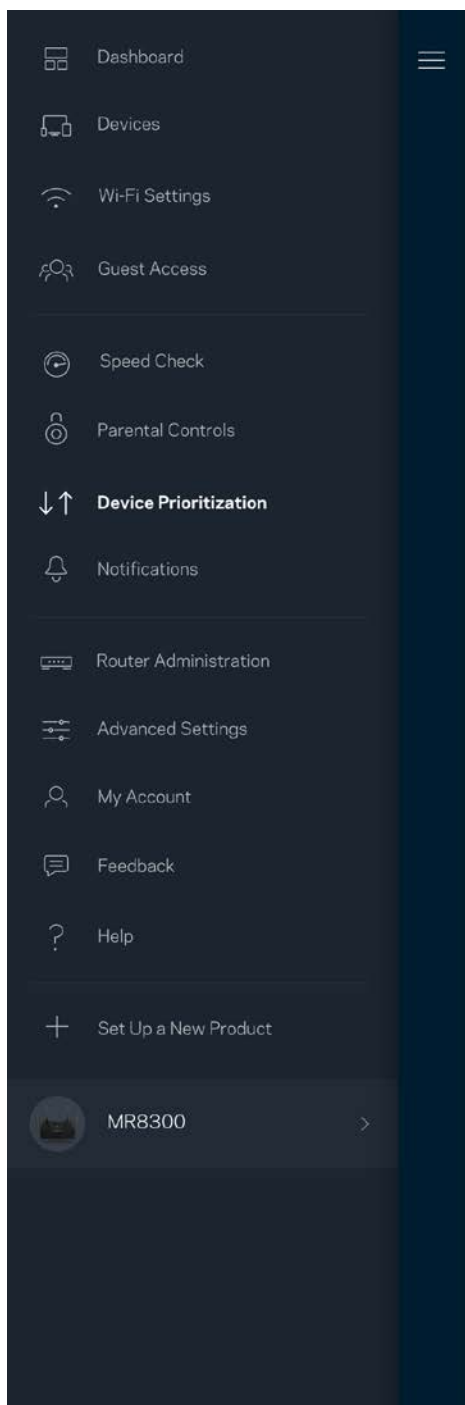 Dashboard
Devices
Wi-Fi Settings
Guest Access
Speed Check
Parental Controls
Device Prioritization
Notifications
Router Administration
Advanced Settings
My Account
Feedback
Help
Set Up a New Product
MR8300